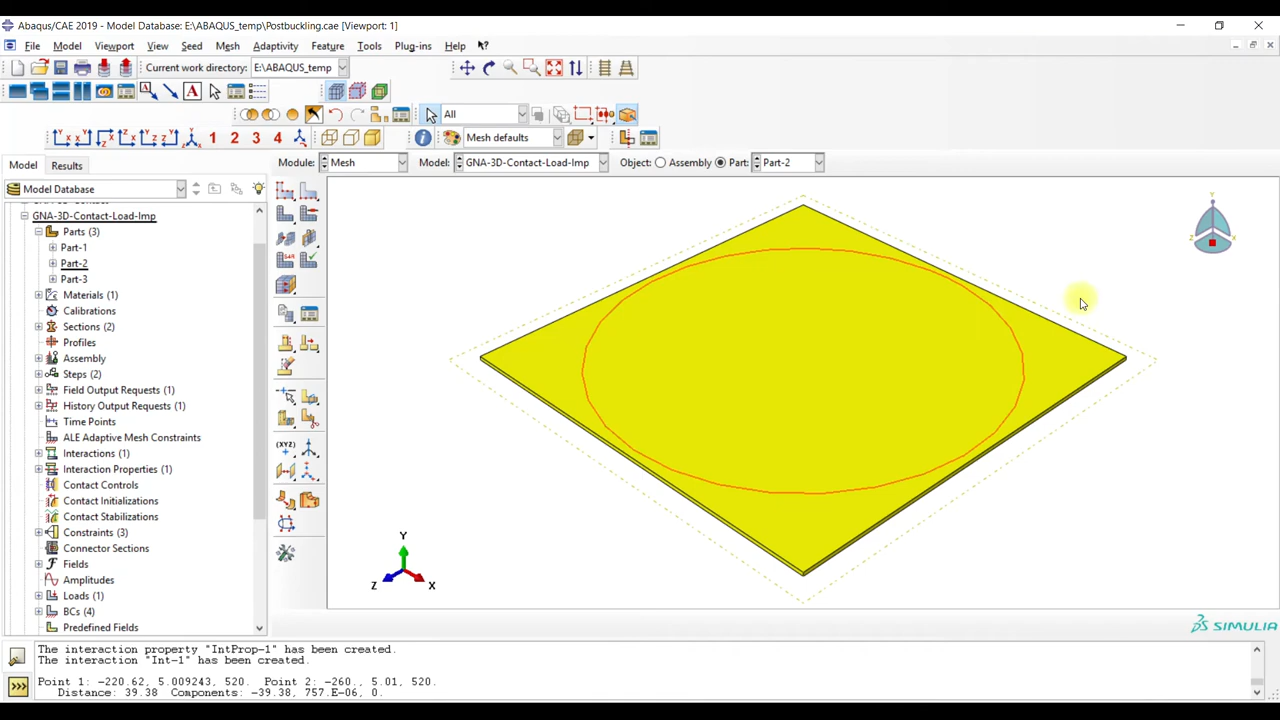 Abaqus/CAE 2019 - Model Database: E:\ABAQUS_temp\Postbuckling.cae [Viewport: 1]
File Model Viewport View Seed Mesh Adaptivity Feature Tools Plug-ins Help
Current work directory: E:\ABAQUS_temp
All
1 2 3 4 Mesh defaults
Model Results Module: Mesh Model: GNA-3D-Contact-Load-Imp Object: Assembly Part: Part-2
Model Database
GNA-3D-Contact-Load-Imp
Parts (3)
Part-1
Part-2
Part-3
Materials (1)
Calibrations
Sections (2)
Profiles
Assembly
Steps (2)
Field Output Requests (1)
History Output Requests (1)
Time Points
ALE Adaptive Mesh Constraints
Interactions (1)
Interaction Properties (1)
Contact Controls
Contact Initializations
Contact Stabilizations
Constraints (3)
Connector Sections
Fields
Amplitudes
Loads (1)
BCs (4)
Predefined Fields
(XYZ)
Y
Z
X
SIMULIA
The interaction property "IntProp-1" has been created.
The interaction "Int-1" has been created.
Point 1: -220.62, 5.009243, 520. Point 2: -260., 5.01, 520.
Distance: 39.38 Components: -39.38, 757.E-06, 0.